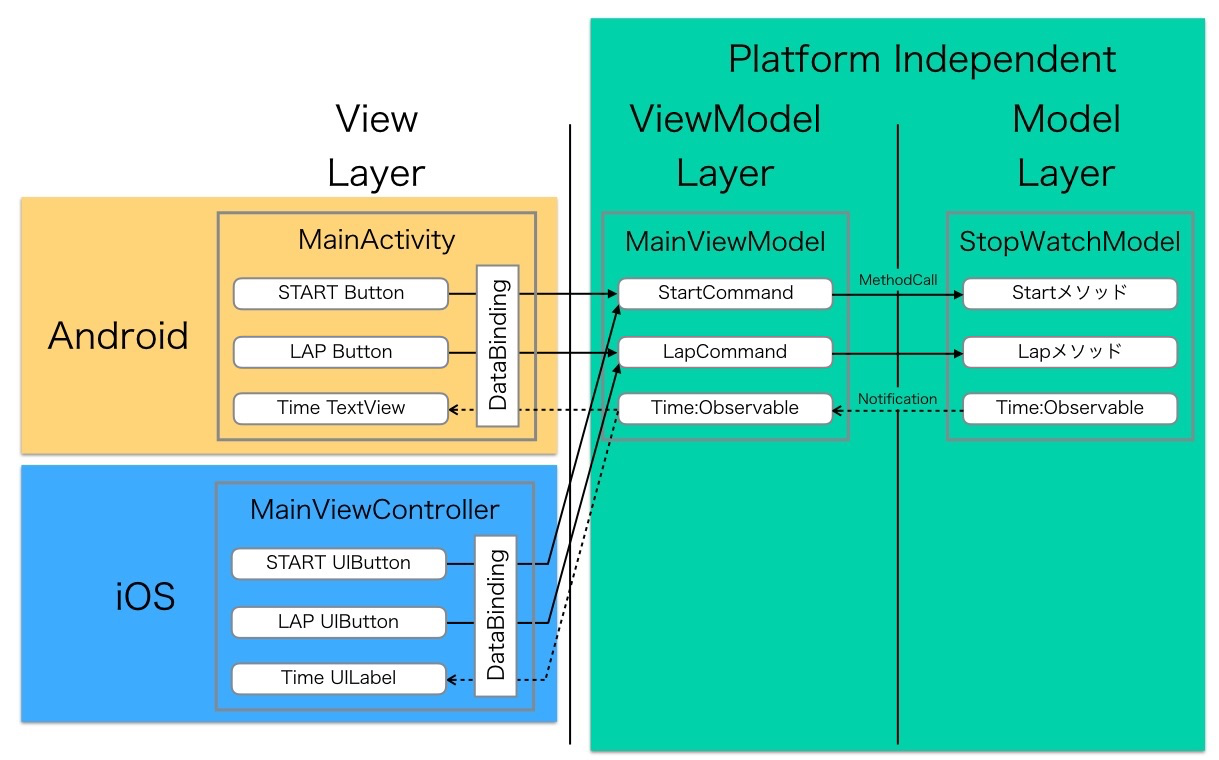 Platform Independent
View
Layer
ViewModel
Layer
Model
Layer
Android
MainActivity
START Button
LAP Button
Time TextView
DataBinding
iOS
MainViewController
START UIButton
LAP UIButton
Time UILabel
DataBinding
MainViewModel
StartCommand
LapCommand
Time:Observable
MethodCall
Notification
StopWatchModel
Startメソッド
Lapメソッド
Time:Observable